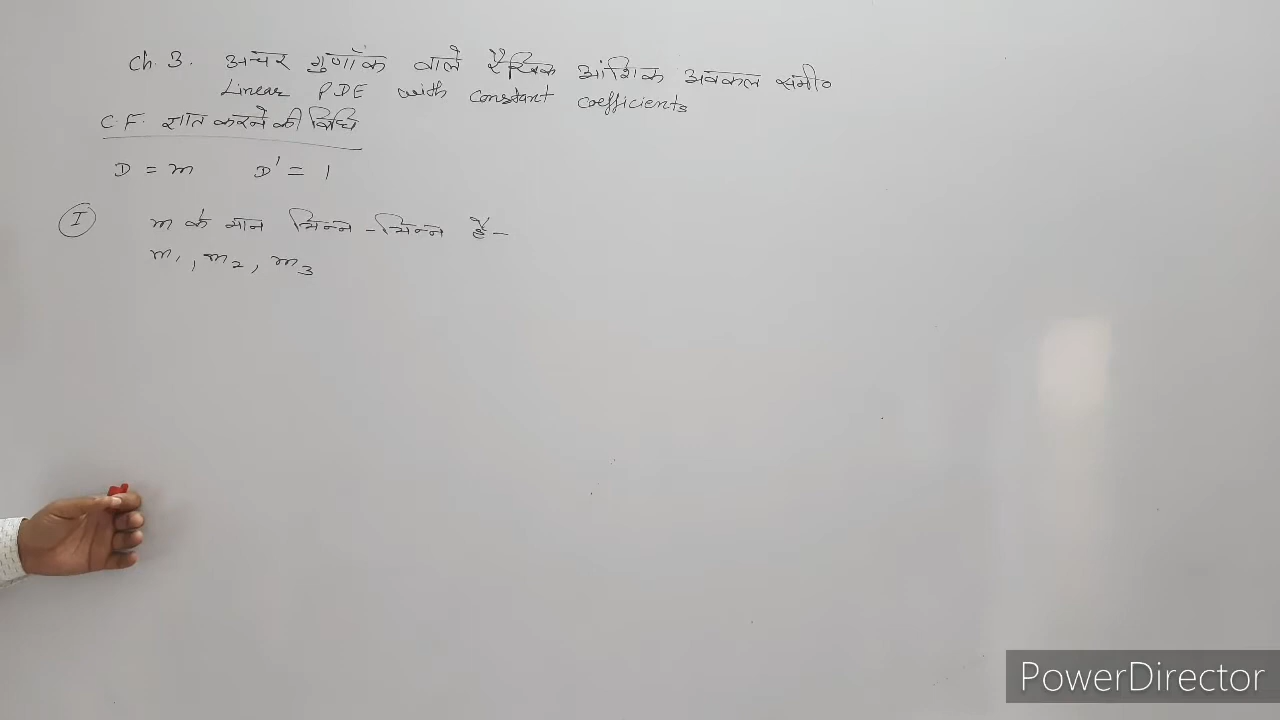 Ch. 3. अचर गुणाँक वाले रैखिक आंशिक अवकल समी०
Linear PDE with constant coefficients
C.F. ज्ञात करने की विधि
D = m D' = 1
I m के मान भिन्न - भिन्न है -
m₁, m₂, m₃
PowerDirector